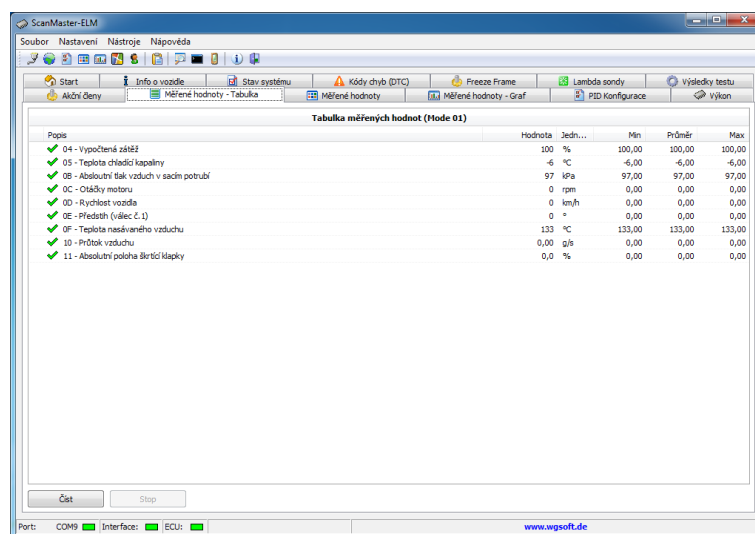 ScanMaster-ELM
Soubor Nastavení Nástroje Nápověda
Start Info o vozidle Stav systému Kódy chyb (DTC) Freeze Frame Lambda sondy Výsledky testu
Akční členy Měřené hodnoty - Tabulka Měřené hodnoty Měřené hodnoty - Graf PID Konfigurace Výkon
Tabulka měřených hodnot (Mode 01)
Popis Hodnota Jedn... Min Průměr Max
04 - Vypočtená zátěž 100 % 100,00 100,00 100,00
05 - Teplota chladící kapaliny -6 °C -6,00 -6,00 -6,00
0B - Absloutní tlak vzduch v sacím potrubí 97 kPa 97,00 97,00 97,00
0C - Otáčky motoru 0 rpm 0,00 0,00 0,00
0D - Rychlost vozidla 0 km/h 0,00 0,00 0,00
0E - Předstih (válec č.1) 0 ° 0,00 0,00 0,00
0F - Teplota nasávaného vzduchu 133 °C 133,00 133,00 133,00
10 - Průtok vzduchu 0,00 g/s 0,00 0,00 0,00
11 - Absolutní poloha škrtící klapky 0,0 % 0,00 0,00 0,00
Číst Stop
Port: COM9 Interface: ECU: www.wgsoft.de